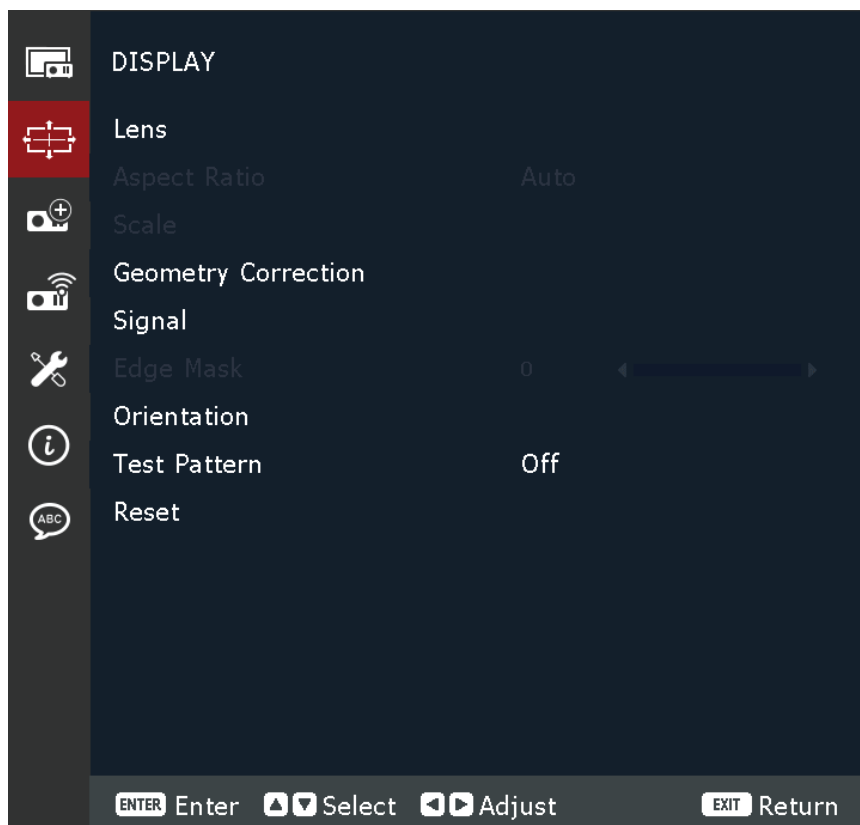 DISPLAY
Lens
Aspect Ratio Auto
Scale
Geometry Correction
Signal
Edge Mask 0
Orientation
Test Pattern Off
ABC
Reset
ENTER Enter Select Adjust EXIT Return